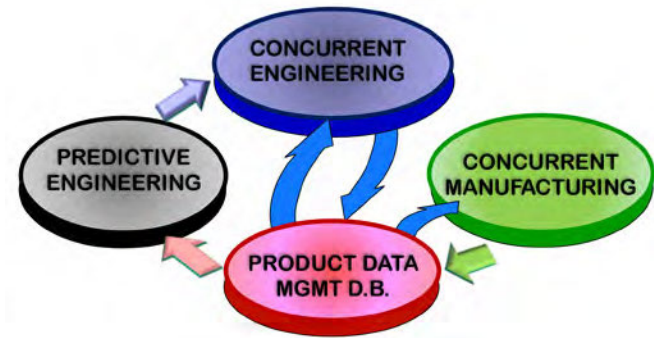 CONCURRENT
ENGINEERING
PREDICTIVE
ENGINEERING
CONCURRENT
MANUFACTURING
PRODUCT DATA
MGMT D.B.